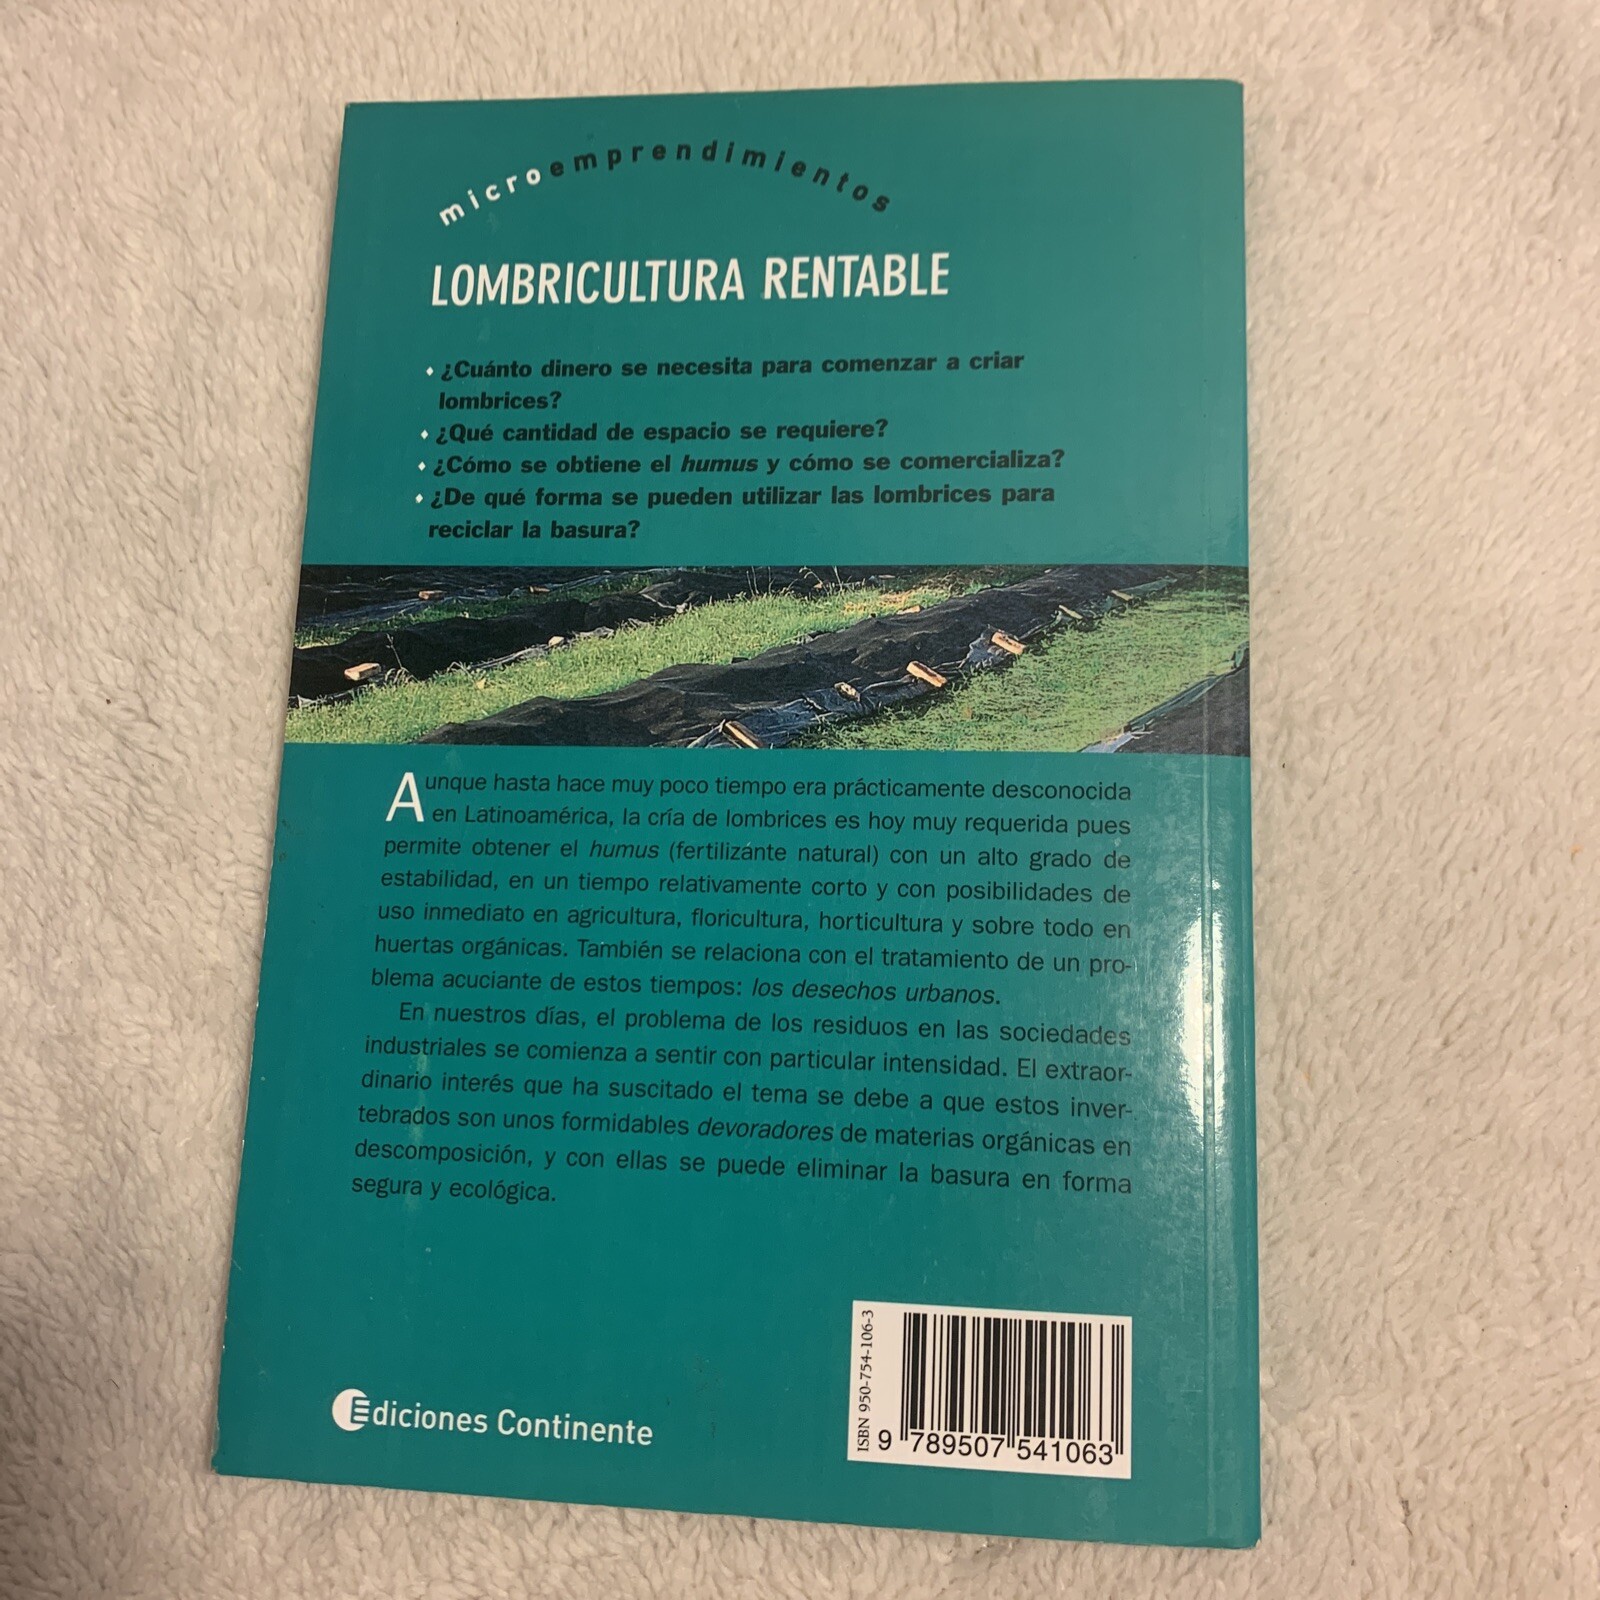 microemprendimientos
LOMBRICULTURA RENTABLE
¿Cuánto dinero se necesita para comenzar a criar
lombrices?
¿Qué cantidad de espacio se requiere?
¿Cómo se obtiene el humus y cómo se comercializa?
¿De qué forma se pueden utilizar las lombrices para
reciclar la basura?
Aunque hasta hace muy poco tiempo era prácticamente desconocida
en Latinoamérica, la cría de lombrices es hoy muy requerida pues
permite obtener el humus (fertilizante natural) con un alto grado de
estabilidad, en un tiempo relativamente corto y con posibilidades de
uso inmediato en agricultura, floricultura, horticultura y sobre todo en
huertas orgánicas. También se relaciona con el tratamiento de un pro-
blema acuciante de estos tiempos: los desechos urbanos.
En nuestros días, el problema de los residuos en las sociedades
industriales se comienza a sentir con particular intensidad. El extraor-
dinario interés que ha suscitado el tema se debe a que estos inver-
tebrados son unos formidables devoradores de materias orgánicas en
descomposición, y con ellas se puede eliminar la basura en forma
segura y ecológica.
Ediciones Continente
ISBN 950-754-106-3
9 789507 541063